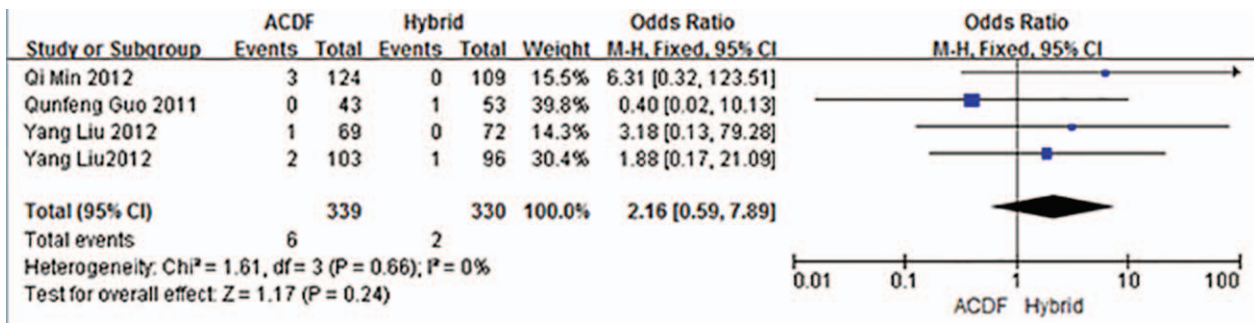 ACDF Hybrid Odds Ratio Odds Ratio
Study or Subgroup Events Total Events Total Weight M-H, Fixed, 95% CI M-H, Fixed, 95% CI
Qi Min 2012 3 124 0 109 15.5% 6.31 [0.32, 123.51]
Qunfeng Guo 2011 0 43 1 53 39.8% 0.40 [0.02, 10.13]
Yang Liu 2012 1 69 0 72 14.3% 3.18 [0.13, 79.28]
Yang Liu2012 2 103 1 96 30.4% 1.88 [0.17, 21.09]
Total (95% CI) 339 330 100.0% 2.16 [0.59, 7.89]
Total events 6 2
Heterogeneity: Chi² = 1.61, df = 3 (P = 0.66); I² = 0%
Test for overall effect: Z = 1.17 (P = 0.24)
0.01 0.1 1 10 100
ACDF Hybrid